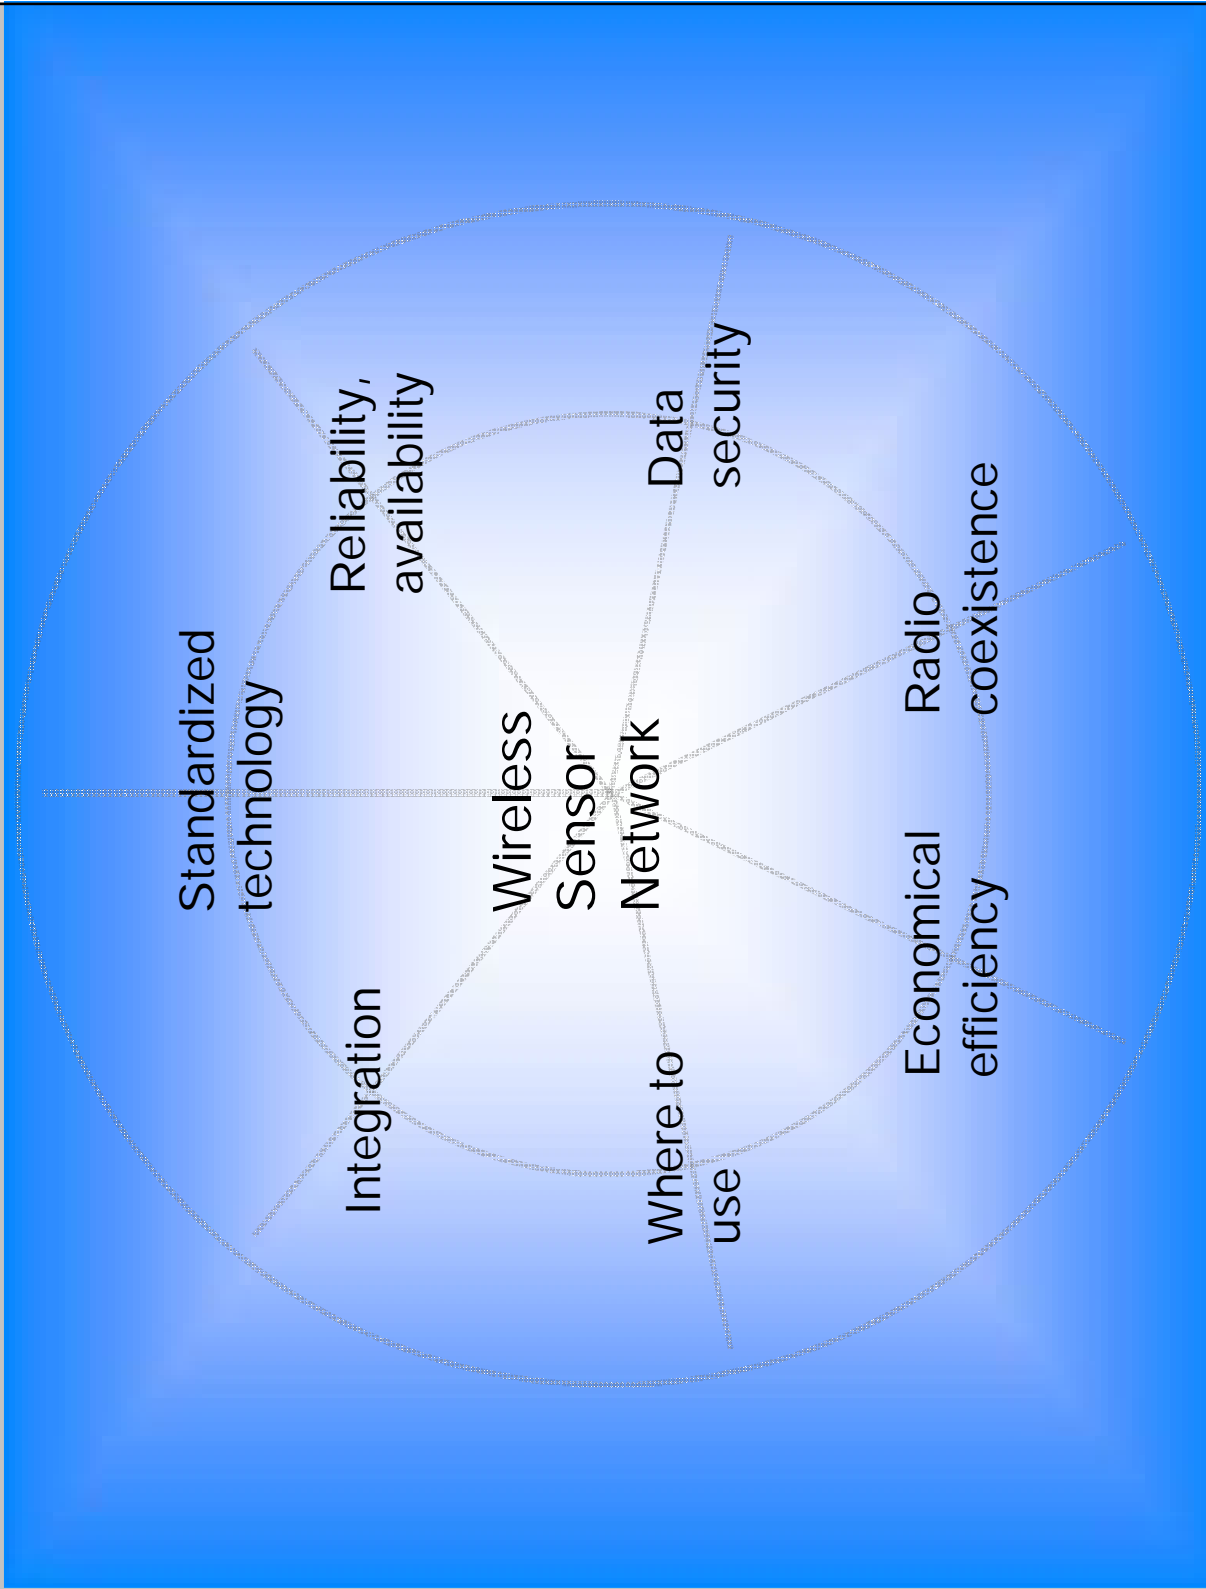 Standardized
technology
Reliability,
availability
Data
security
Radio
coexistence
Economical
efficiency
Where to
use
Integration
Wireless
Sensor
Network